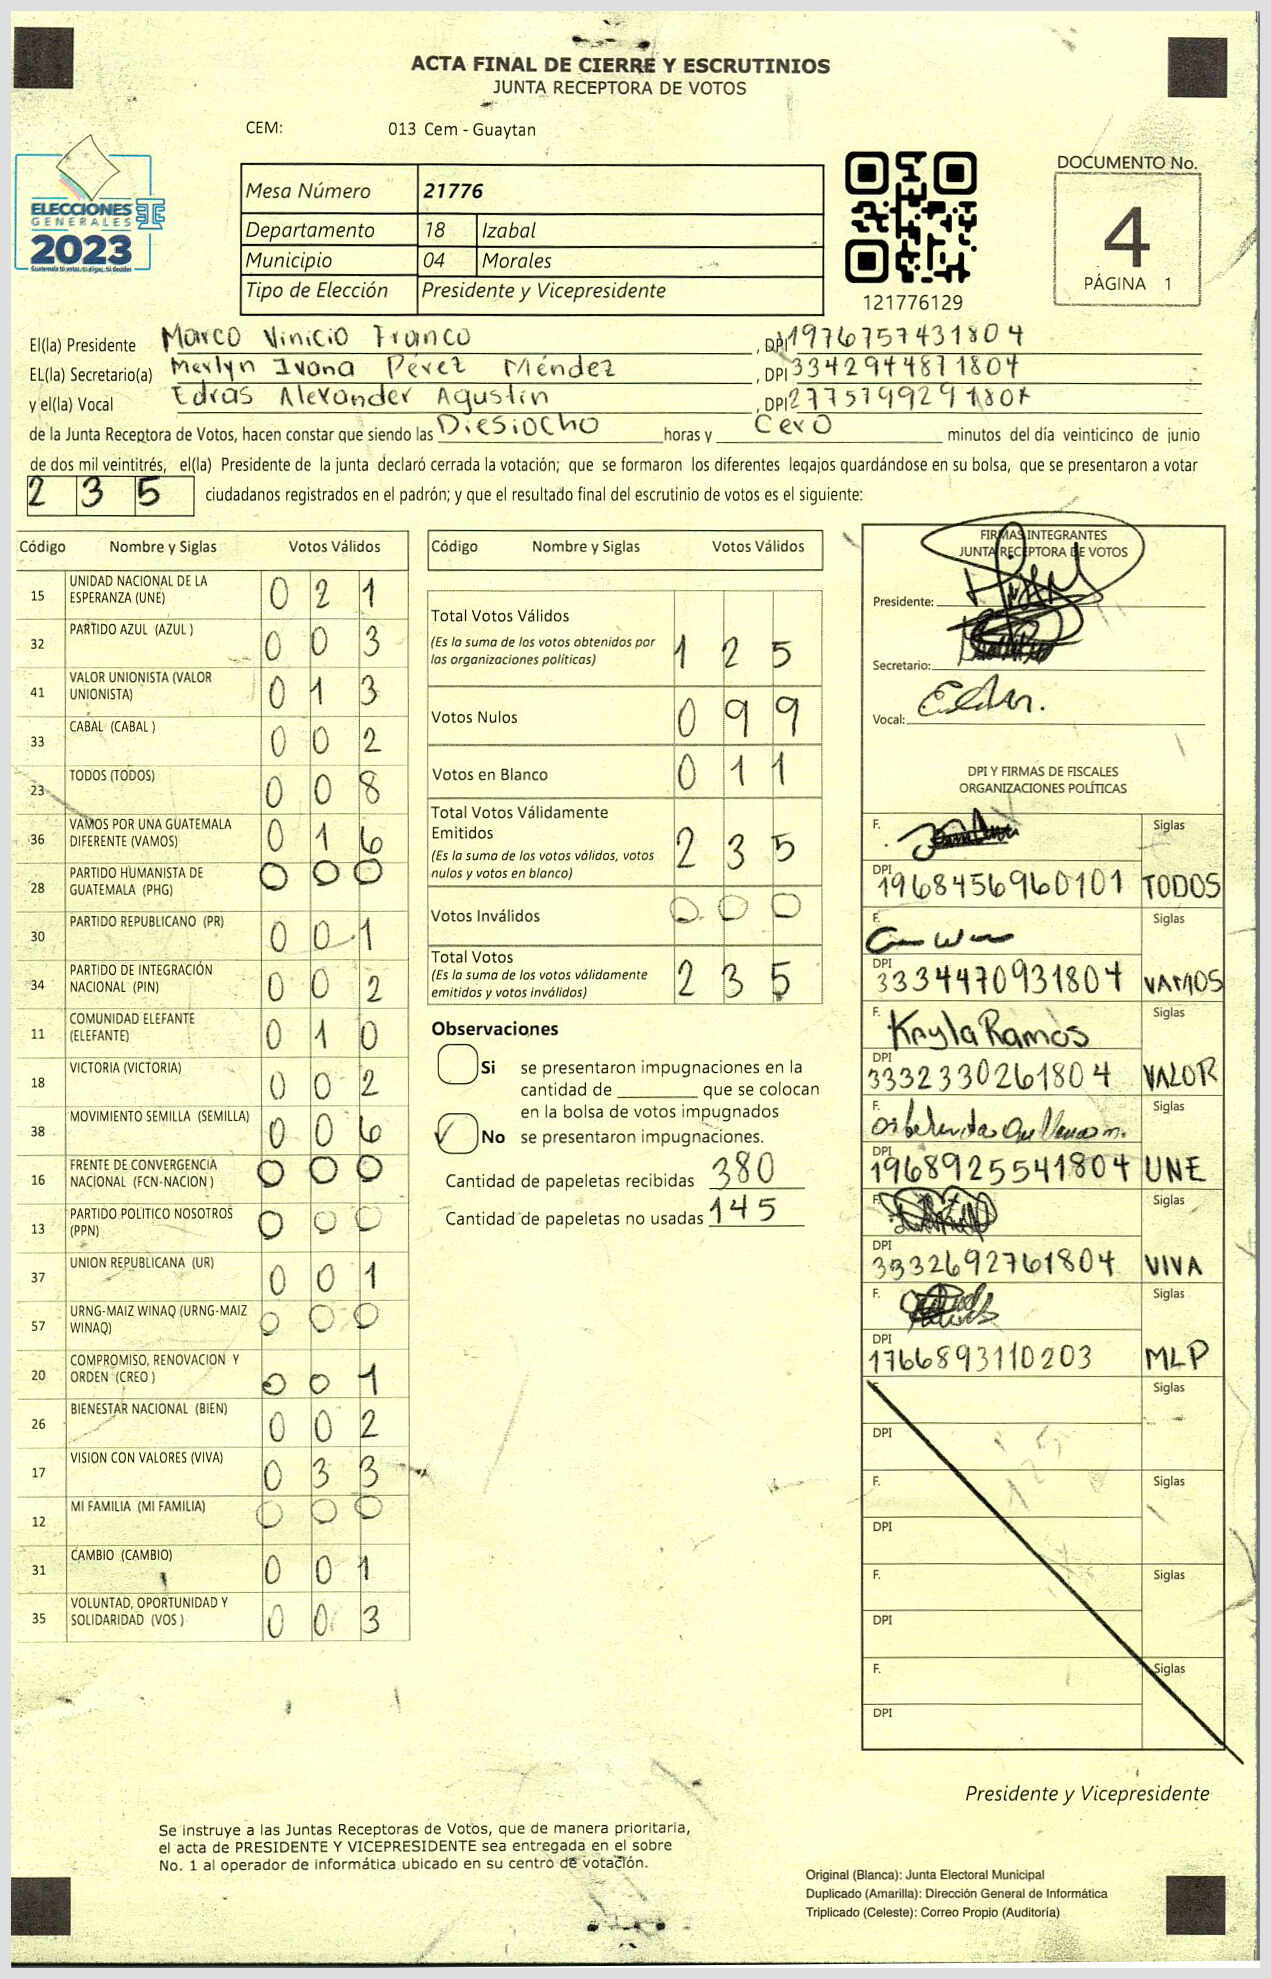 ACTA FINAL DE CIERRE Y ESCRUTINIOS
JUNTA RECEPTORA DE VOTOS
CEM: 013 Cem - Guaytan
ELECCIONES
GENERALES
2023
Mesa Número 21776
Departamento 18 Izabal
Municipio 04 Morales
Tipo de Elección Presidente y Vicepresidente
121776129
DOCUMENTO No.
4
PÁGINA 1
El(la) Presidente Marco Vinicio Franco , DPI 1976757431804
EL(la) Secretario(a) Merlyn Ivana Pérez Méndez , DPI 3342944871804
y el(la) Vocal Edras Alexander Agustin , DPI 2775799291804
de la Junta Receptora de Votos, hacen constar que siendo las Diesiocho horas y Cero minutos del día veinticinco de junio
de dos mil veintitrés, el(la) Presidente de la junta declaró cerrada la votación; que se formaron los diferentes legajos guardándose en su bolsa, que se presentaron a votar
2 3 5 ciudadanos registrados en el padrón; y que el resultado final del escrutinio de votos es el siguiente:
Código Nombre y Siglas Votos Válidos
15 UNIDAD NACIONAL DE LA ESPERANZA (UNE) 0 2 1
32 PARTIDO AZUL (AZUL ) 0 0 3
41 VALOR UNIONISTA (VALOR UNIONISTA) 0 1 3
33 CABAL (CABAL ) 0 0 2
23 TODOS (TODOS) 0 0 8
36 VAMOS POR UNA GUATEMALA DIFERENTE (VAMOS) 0 1 6
28 PARTIDO HUMANISTA DE GUATEMALA (PHG) 0 0 0
30 PARTIDO REPUBLICANO (PR) 0 0 1
34 PARTIDO DE INTEGRACIÓN NACIONAL (PIN) 0 0 2
11 COMUNIDAD ELEFANTE (ELEFANTE) 0 1 0
18 VICTORIA (VICTORIA) 0 0 2
38 MOVIMIENTO SEMILLA (SEMILLA) 0 0 6
16 FRENTE DE CONVERGENCIA NACIONAL (FCN-NACION ) 0 0 0
13 PARTIDO POLITICO NOSOTROS (PPN) 0 0 0
37 UNION REPUBLICANA (UR) 0 0 1
57 URNG-MAIZ WINAQ (URNG-MAIZ WINAQ) 0 0 0
20 COMPROMISO, RENOVACION Y ORDEN (CREO ) 0 0 1
26 BIENESTAR NACIONAL (BIEN) 0 0 2
17 VISION CON VALORES (VIVA) 0 3 3
12 MI FAMILIA (MI FAMILIA) 0 0 0
31 CAMBIO (CAMBIO) 0 0 1
35 VOLUNTAD, OPORTUNIDAD Y SOLIDARIDAD (VOS ) 0 0 3
Código Nombre y Siglas Votos Válidos
Total Votos Válidos
(Es la suma de los votos obtenidos por las organizaciones políticas) 1 2 5
Votos Nulos 0 9 9
Votos en Blanco 0 1 1
Total Votos Válidamente Emitidos
(Es la suma de los votos válidos, votos nulos y votos en blanco) 2 3 5
Votos Inválidos 0 0 0
Total Votos
(Es la suma de los votos válidamente emitidos y votos inválidos) 2 3 5
Observaciones
Si se presentaron impugnaciones en la
cantidad de ________ que se colocan
en la bolsa de votos impugnados
✓ No se presentaron impugnaciones.
Cantidad de papeletas recibidas 380
Cantidad de papeletas no usadas 145
FIRMAS INTEGRANTES
JUNTA RECEPTORA DE VOTOS
Presidente:
Secretario:
Vocal:
DPI Y FIRMAS DE FISCALES
ORGANIZACIONES POLÍTICAS
F. Siglas
DPI 1968456960101 TODOS
F. Siglas
DPI 3334470931804 VAMOS
F. Kayla Ramos Siglas
DPI 3332330261804 VALOR
F. Siglas
DPI 1968925541804 UNE
F. Siglas
DPI 3332692761804 VIVA
F. Siglas
DPI 1766893110203 MLP
F. Siglas
DPI
F. Siglas
DPI
F. Siglas
DPI
F. Siglas
DPI
Presidente y Vicepresidente
Se instruye a las Juntas Receptoras de Votos, que de manera prioritaria,
el acta de PRESIDENTE Y VICEPRESIDENTE sea entregada en el sobre
No. 1 al operador de informática ubicado en su centro de votación.
Original (Blanca): Junta Electoral Municipal
Duplicado (Amarilla): Dirección General de Informática
Triplicado (Celeste): Correo Propio (Auditoría)